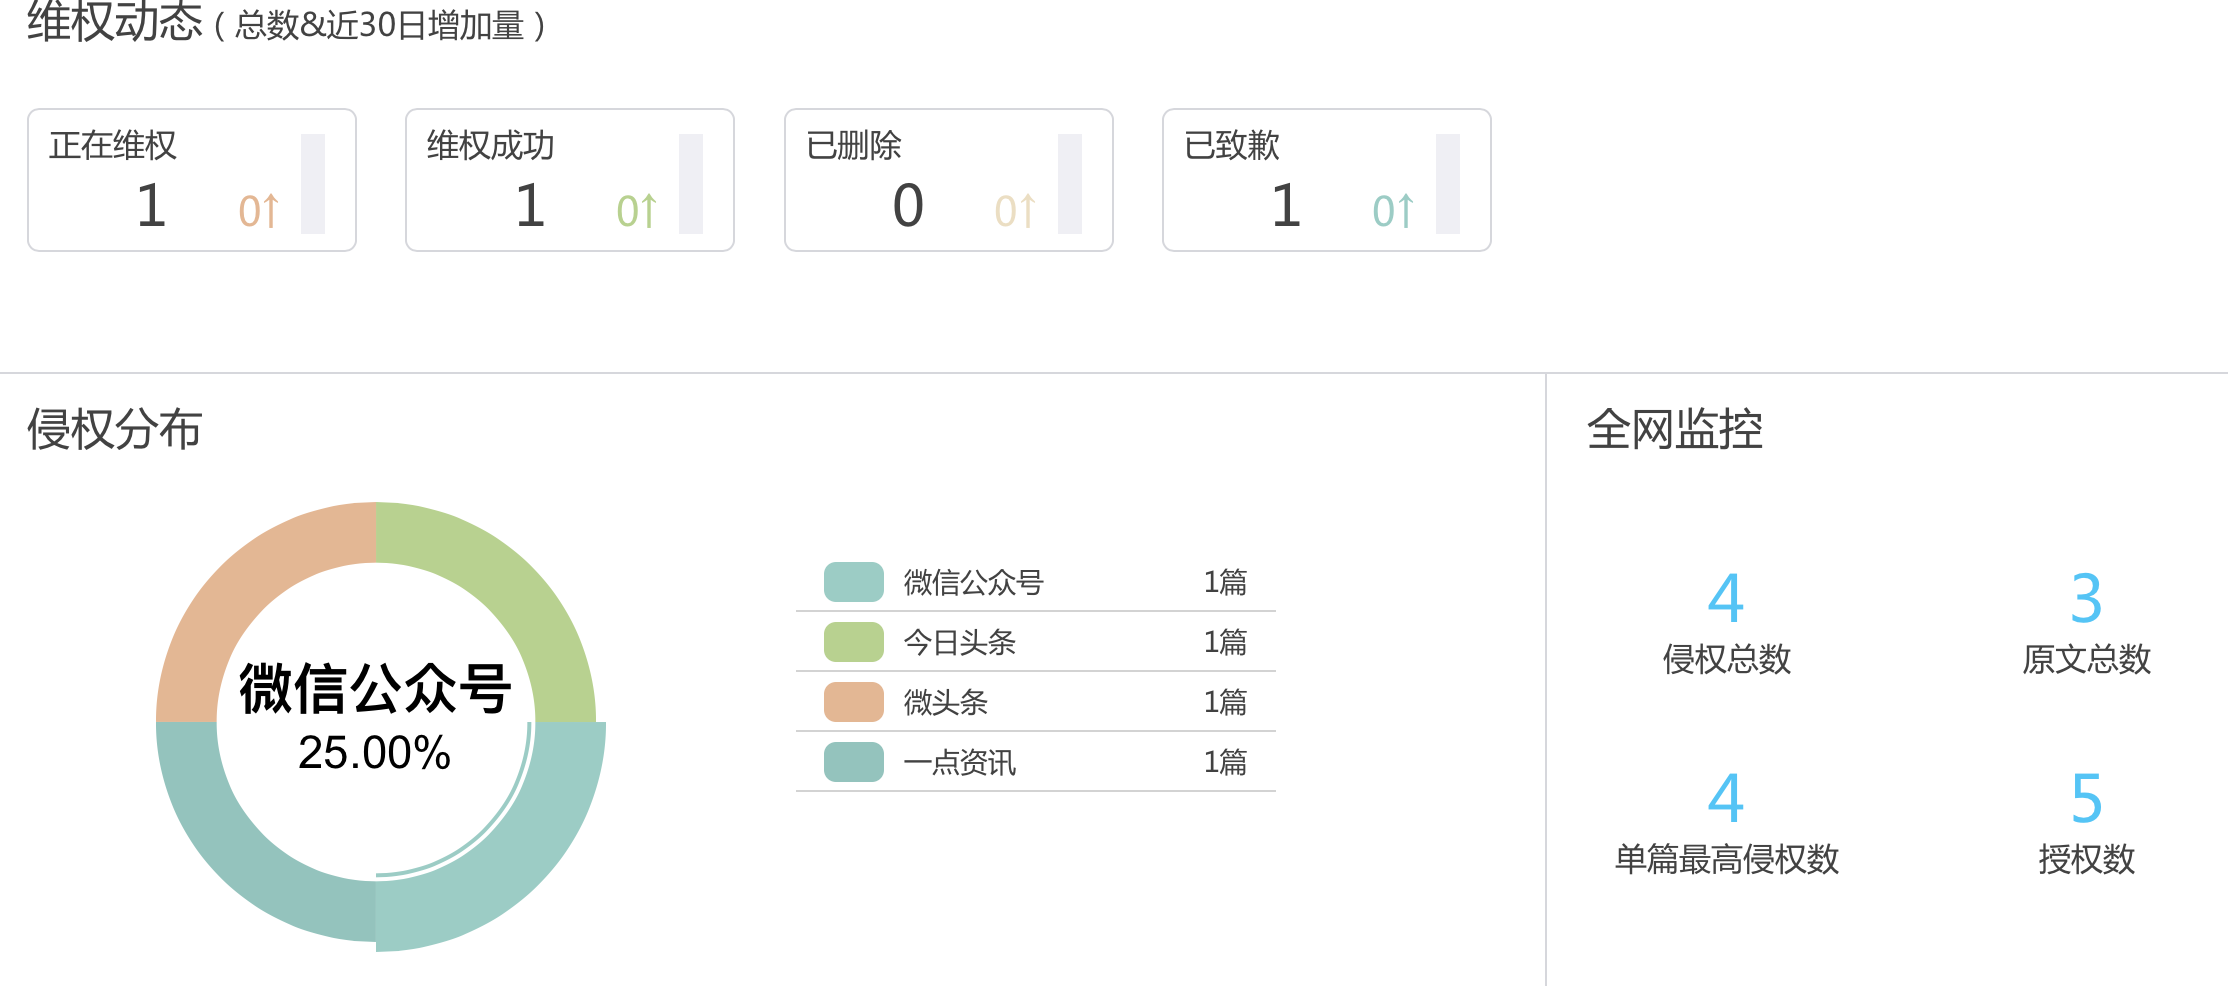 维权动态（总数&近30日增加量）
正在维权
1 0↑
维权成功
1 0↑
已删除
0 0↑
已致歉
1 0↑
侵权分布
微信公众号
25.00%
微信公众号 1篇
今日头条 1篇
微头条 1篇
一点资讯 1篇
全网监控
4
侵权总数
3
原文总数
4
单篇最高侵权数
5
授权数